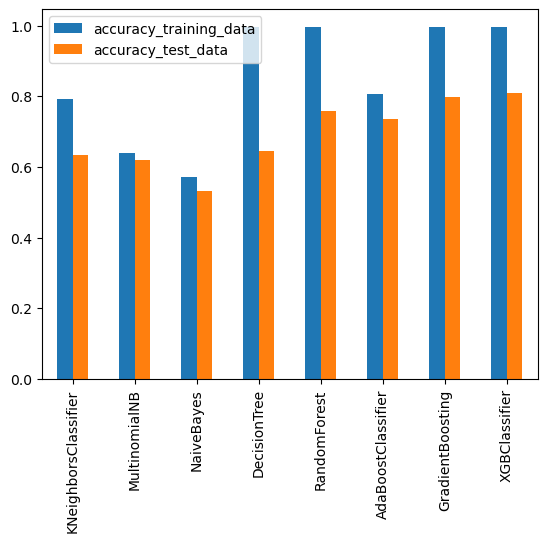 accuracy_training_data
accuracy_test_data
1.0
0.8
0.6
0.4
0.2
0.0
KNeighborsClassifier
MultinomialNB
NaiveBayes
DecisionTree
RandomForest
AdaBoostClassifier
GradientBoosting
XGBClassifier